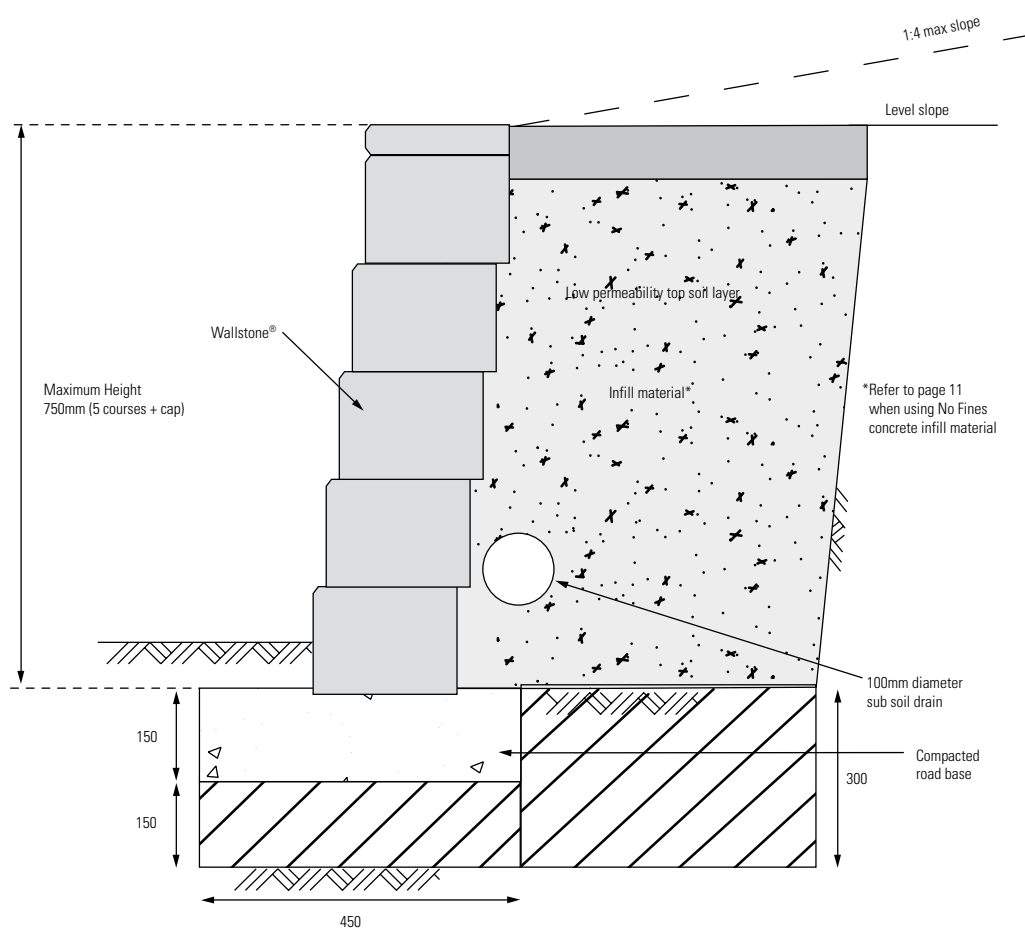 1:4 max slope
Level slope
Low permeability top soil layer
Wallstone®
Maximum Height
750mm (5 courses + cap)
Infill material*
*Refer to page 11
when using No Fines
concrete infill material
100mm diameter
sub soil drain
150
Compacted
road base
300
150
450